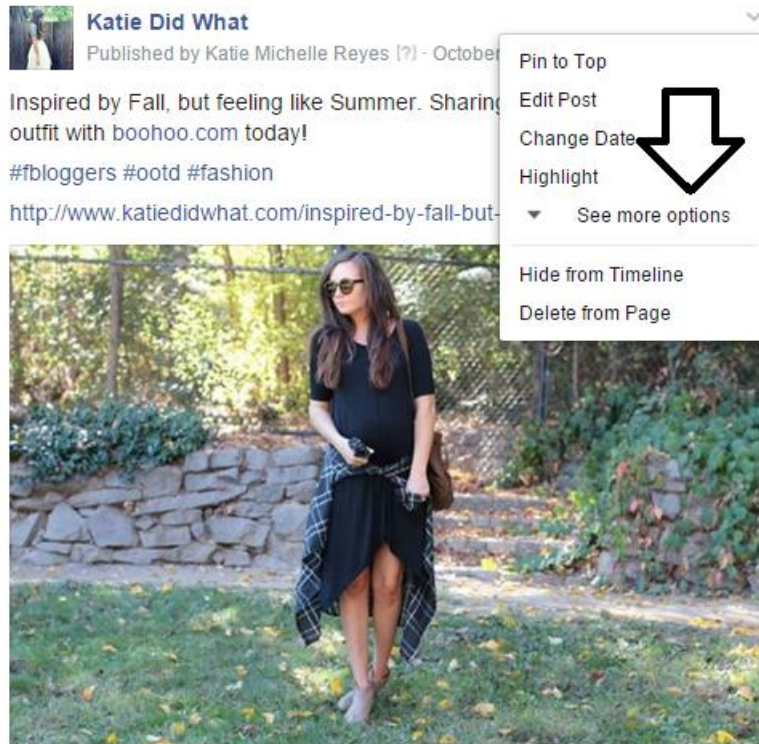 Katie Did What
Published by Katie Michelle Reyes [?] · October
Inspired by Fall, but feeling like Summer. Sharing
outfit with boohoo.com today!
#fbloggers #ootd #fashion
http://www.katiedidwhat.com/inspired-by-fall-but-
Pin to Top
Edit Post
Change Date
Highlight
See more options
Hide from Timeline
Delete from Page